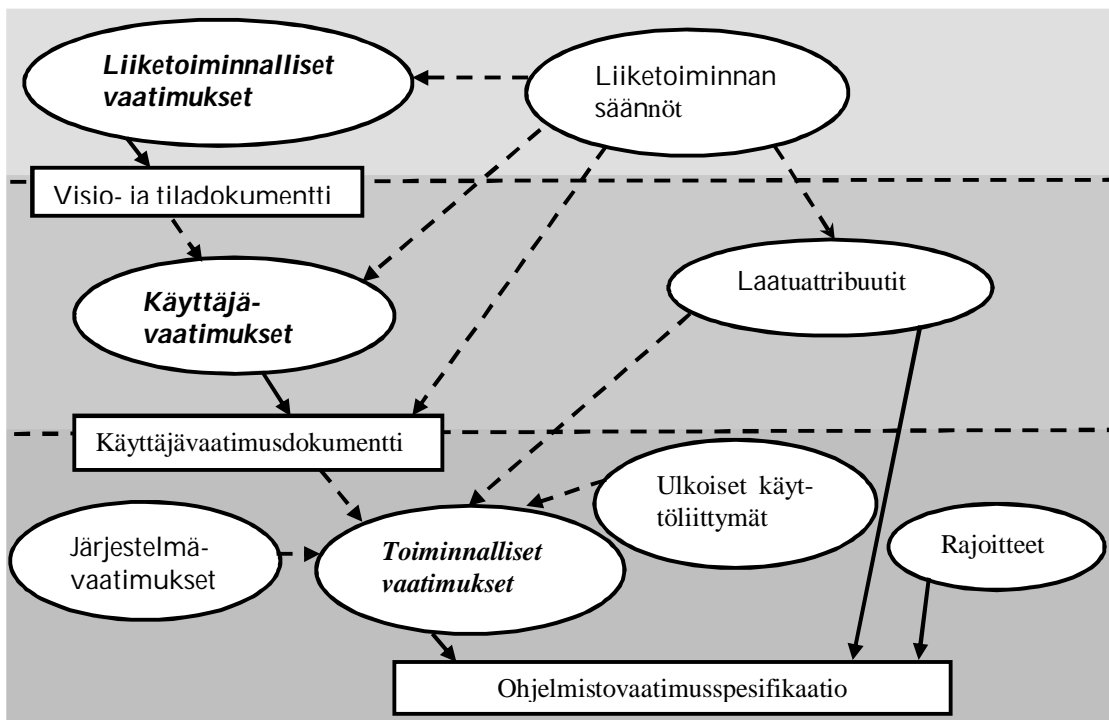 Liiketoiminnalliset
vaatimukset
Liiketoiminnan
säännöt
Visio- ja tiladokumentti
Laatuattribuutit
Käyttäjä-
vaatimukset
Käyttäjävaatimusdokumentti
Ulkoiset käyt-
töliittymät
Järjestelmä-
vaatimukset
Toiminnalliset
vaatimukset
Rajoitteet
Ohjelmistovaatimusspesifikaatio